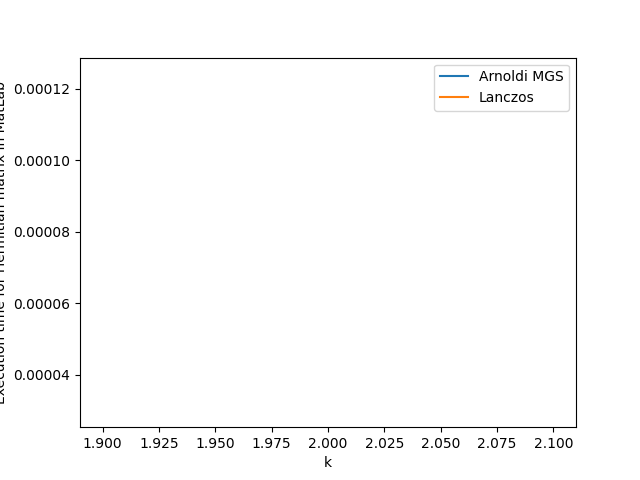 Execution time for Hermitian matrix in MatLab
0.00012
0.00010
0.00008
0.00006
0.00004
Arnoldi MGS
Lanczos
1.900 1.925 1.950 1.975 2.000 2.025 2.050 2.075 2.100
k